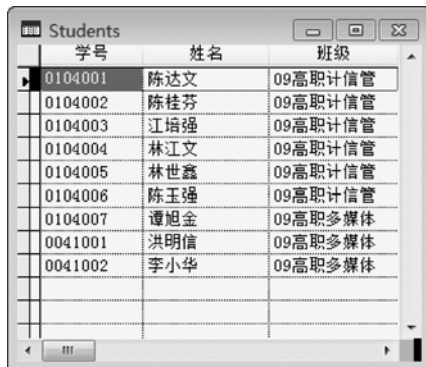 Students
学号 姓名 班级
0104001 陈达文 09高职计信管
0104002 陈桂芬 09高职计信管
0104003 江培强 09高职计信管
0104004 林江文 09高职计信管
0104005 林世鑫 09高职计信管
0104006 陈玉强 09高职计信管
0104007 谭旭金 09高职多媒体
0041001 洪明信 09高职多媒体
0041002 李小华 09高职多媒体